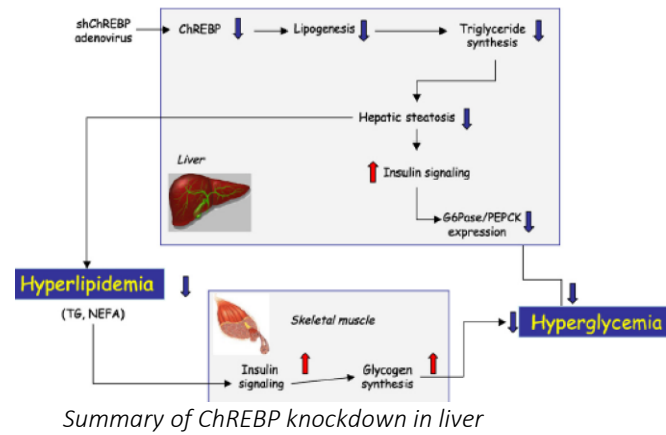 shChREBP
adenovirus
ChREBP
Lipogenesis
Triglyceride
synthesis
Hepatic steatosis
Liver
Insulin signaling
G6Pase/PEPCK
expression
Hyperlipidemia
(TG, NEFA)
Skeletal muscle
Hyperglycemia
Insulin
signaling
Glycogen
synthesis
Summary of ChREBP knockdown in liver